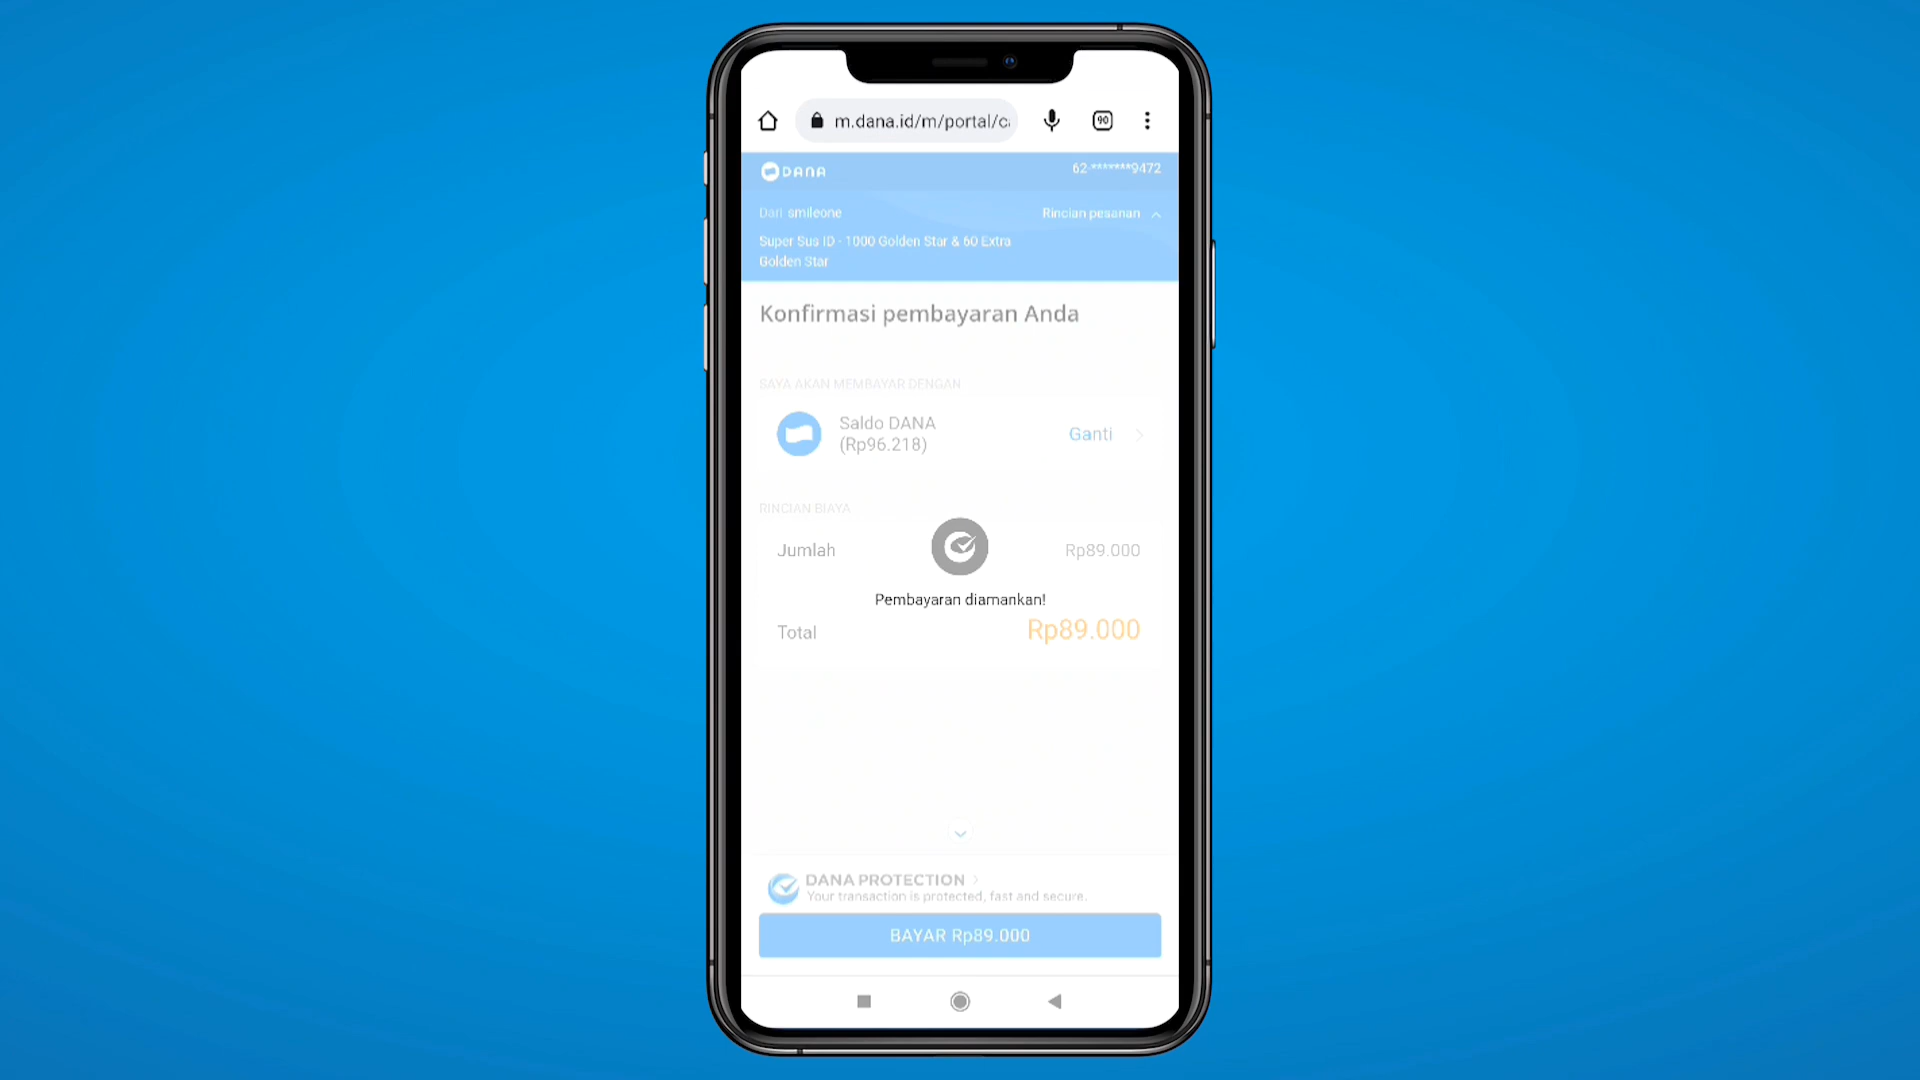 m.dana.id/m/portal/c
90
DANA
62-*******9472
Dari smileone
Rincian pesanan
Super Sus ID - 1000 Golden Star & 60 Extra
Golden Star
Konfirmasi pembayaran Anda
SAYA AKAN MEMBAYAR DENGAN
Saldo DANA
(Rp96.218)
Ganti
RINCIAN BIAYA
Jumlah
Rp89.000
Pembayaran diamankan!
Total
Rp89.000
DANA PROTECTION
Your transaction is protected, fast and secure.
BAYAR Rp89.000